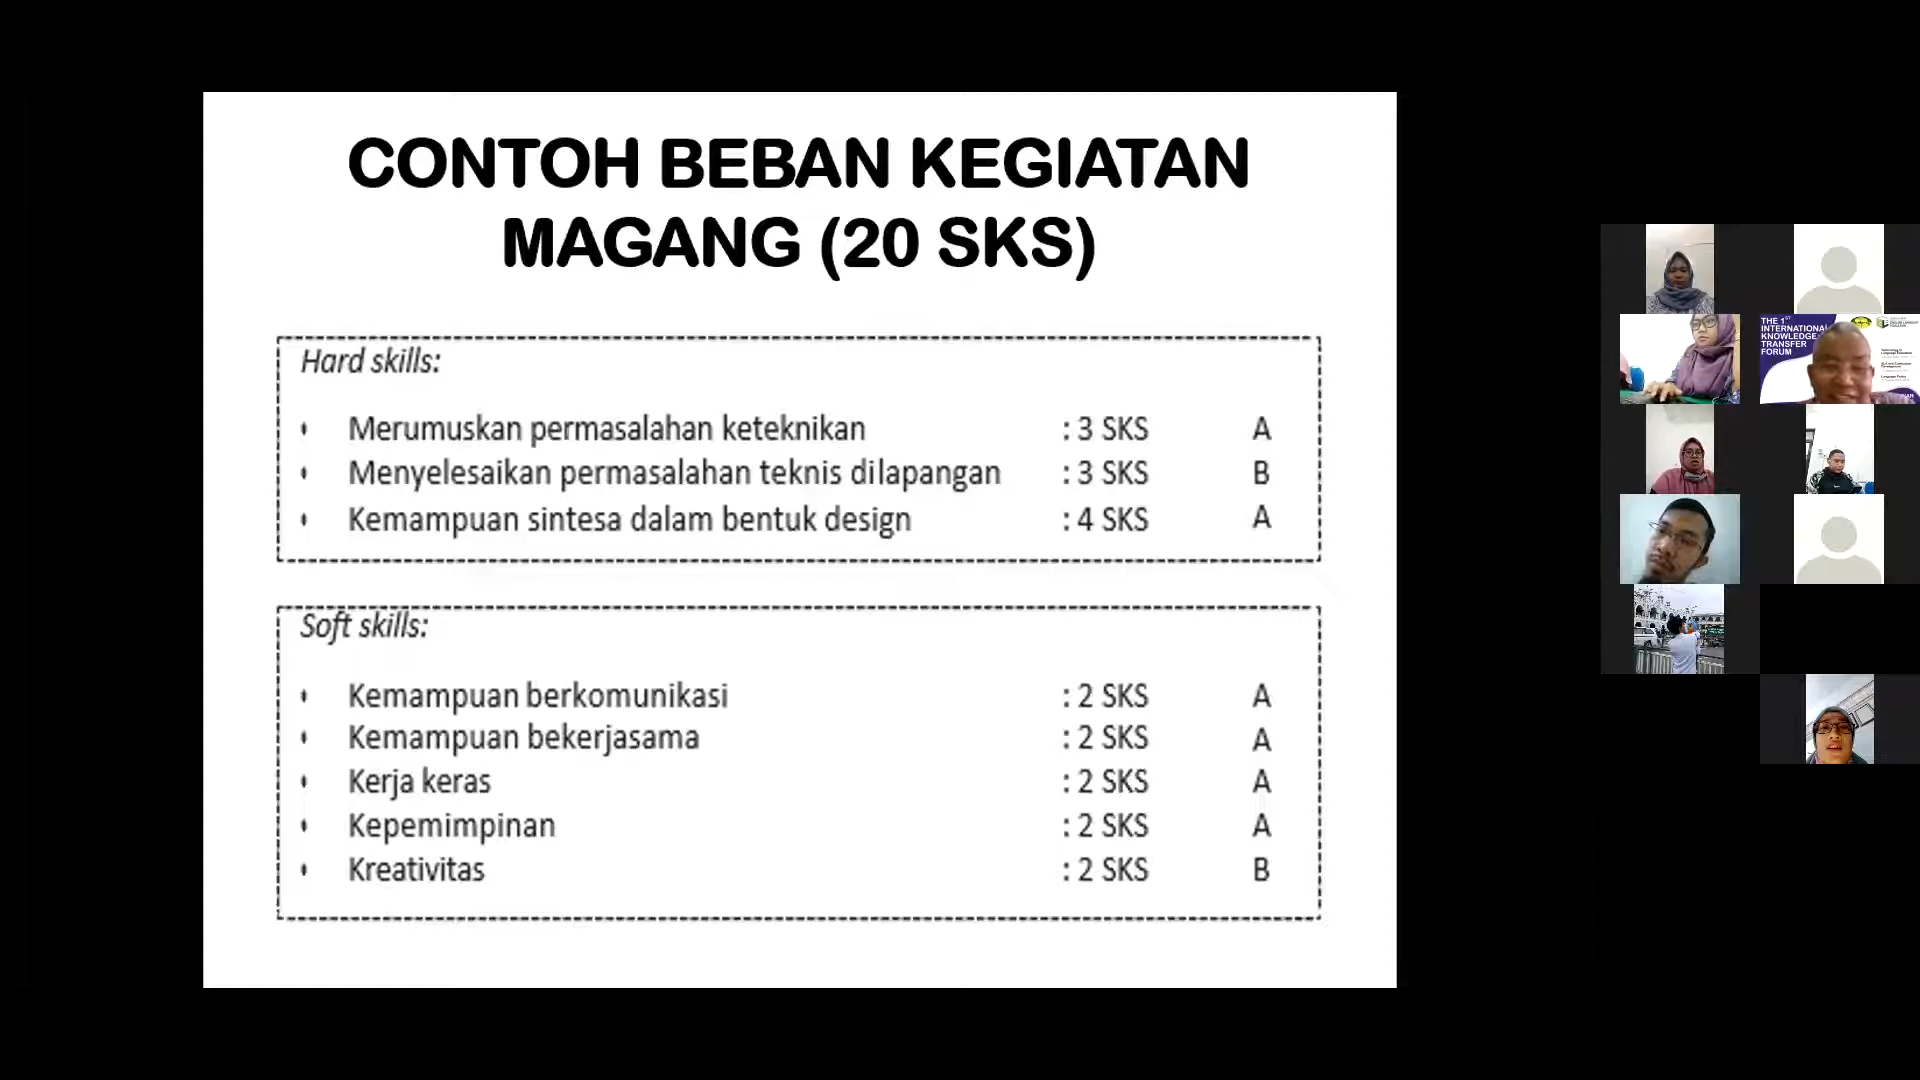 CONTOH BEBAN KEGIATAN
MAGANG (20 SKS)
Hard skills:
• Merumuskan permasalahan keteknikan : 3 SKS A
• Menyelesaikan permasalahan teknis dilapangan : 3 SKS B
• Kemampuan sintesa dalam bentuk design : 4 SKS A
Soft skills:
• Kemampuan berkomunikasi : 2 SKS A
• Kemampuan bekerjasama : 2 SKS A
• Kerja keras : 2 SKS A
• Kepemimpinan : 2 SKS A
• Kreativitas : 2 SKS B
THE 1ST
INTERNATIONAL
KNOWLEDGE
TRANSFER
FORUM